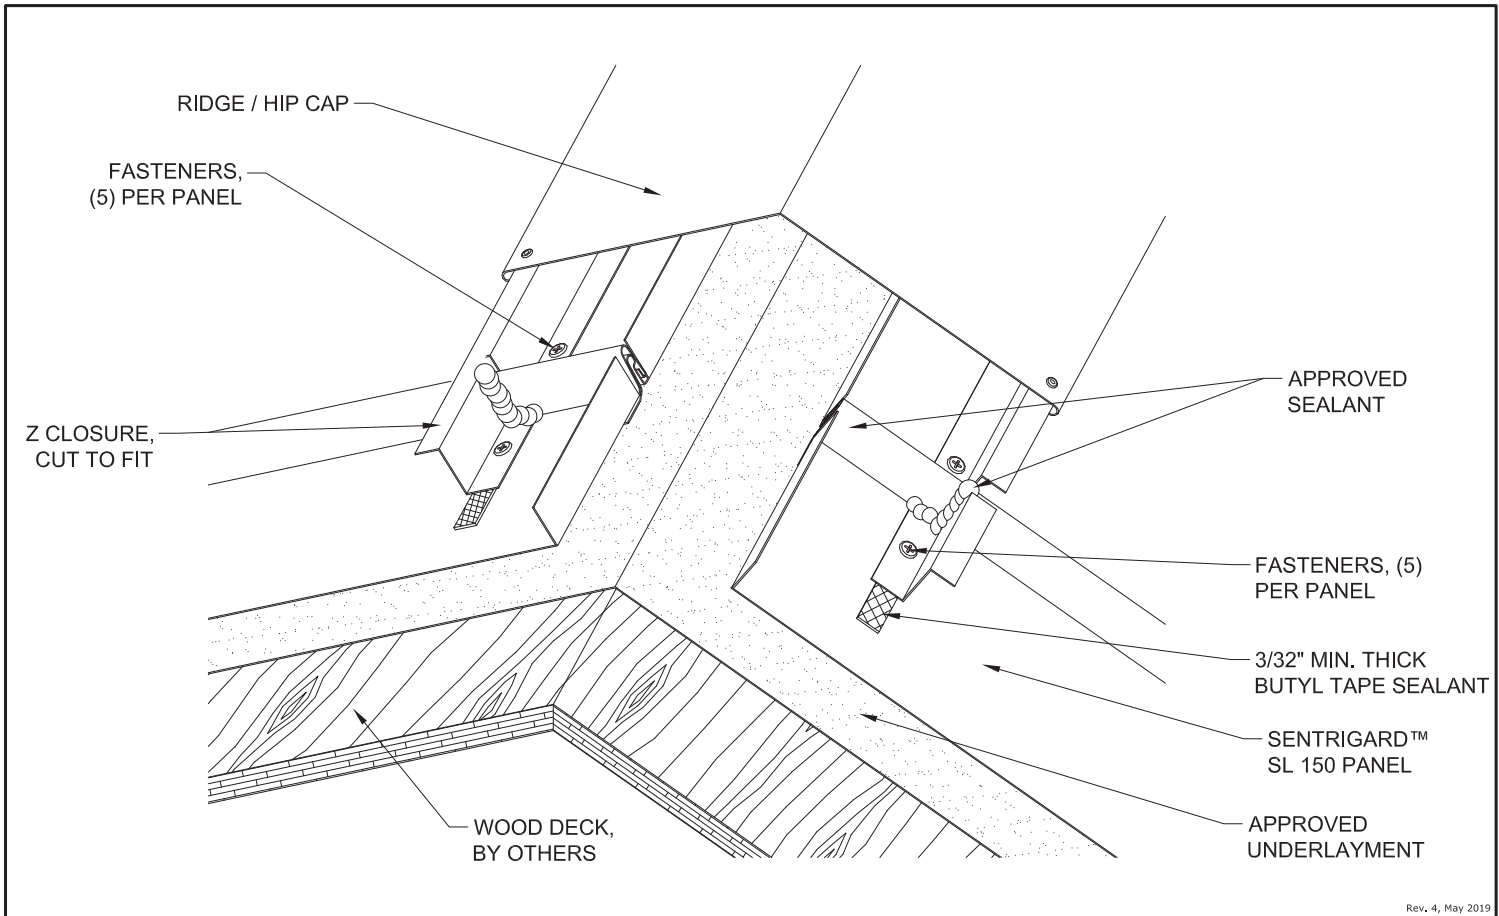 RIDGE / HIP CAP
FASTENERS,
(5) PER PANEL
Z CLOSURE,
CUT TO FIT
APPROVED
SEALANT
FASTENERS, (5)
PER PANEL
3/32" MIN. THICK
BUTYL TAPE SEALANT
SENTRIGARD™
SL 150 PANEL
WOOD DECK,
BY OTHERS
APPROVED
UNDERLAYMENT
Rev. 4, May 2019